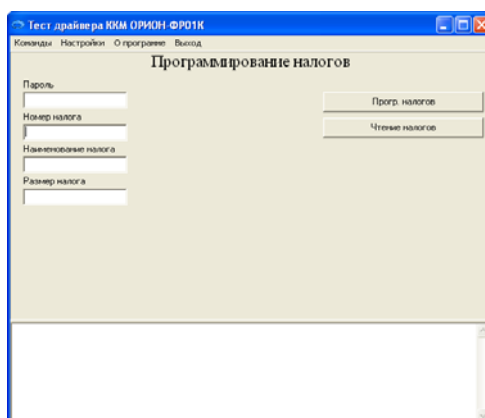 Тест драйвера ККМ ОРИОН-ФР01К
Команды Настройки О программе Выход
Программирование налогов
Пароль
Номер налога
Наименование налога
Размер налога
Прогр. налогов
Чтение налогов